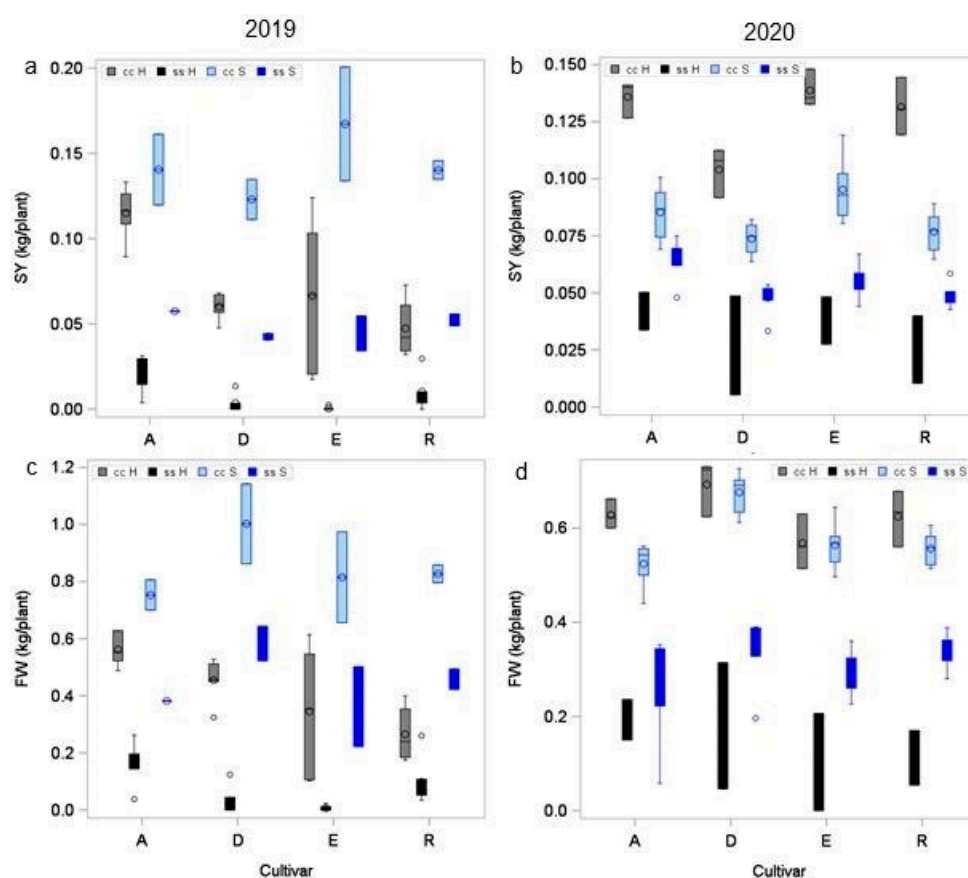 2019
2020
a
cc H ss H cc S ss S
0.20
0.15
0.10
0.05
0.00
SY (kg/plant)
A D E R
b
cc H ss H cc S ss S
0.150
0.125
0.100
0.075
0.050
0.025
0.000
SY (kg/plant)
A D E R
c
cc H ss H cc S ss S
1.2
1.0
0.8
0.6
0.4
0.2
0.0
FW (kg/plant)
A D E R
Cultivar
d
cc H ss H cc S ss S
0.6
0.4
0.2
0.0
FW (kg/plant)
A D E R
Cultivar